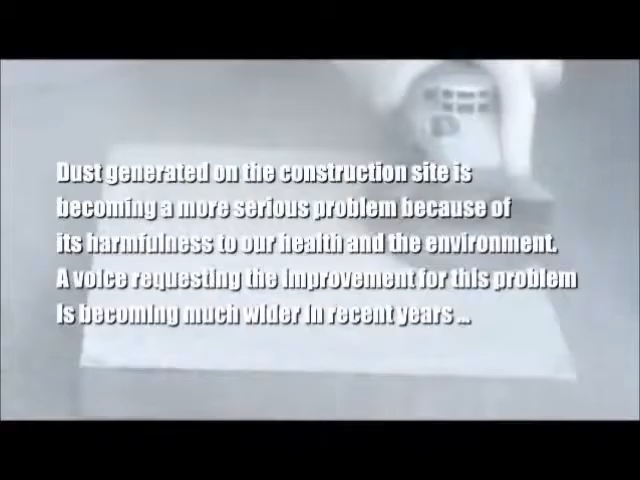 Dust generated on the construction site is
becoming a more serious problem because of
its harmfulness to our health and the environment.
A voice requesting the improvement for this problem
is becoming much wider in recent years ...